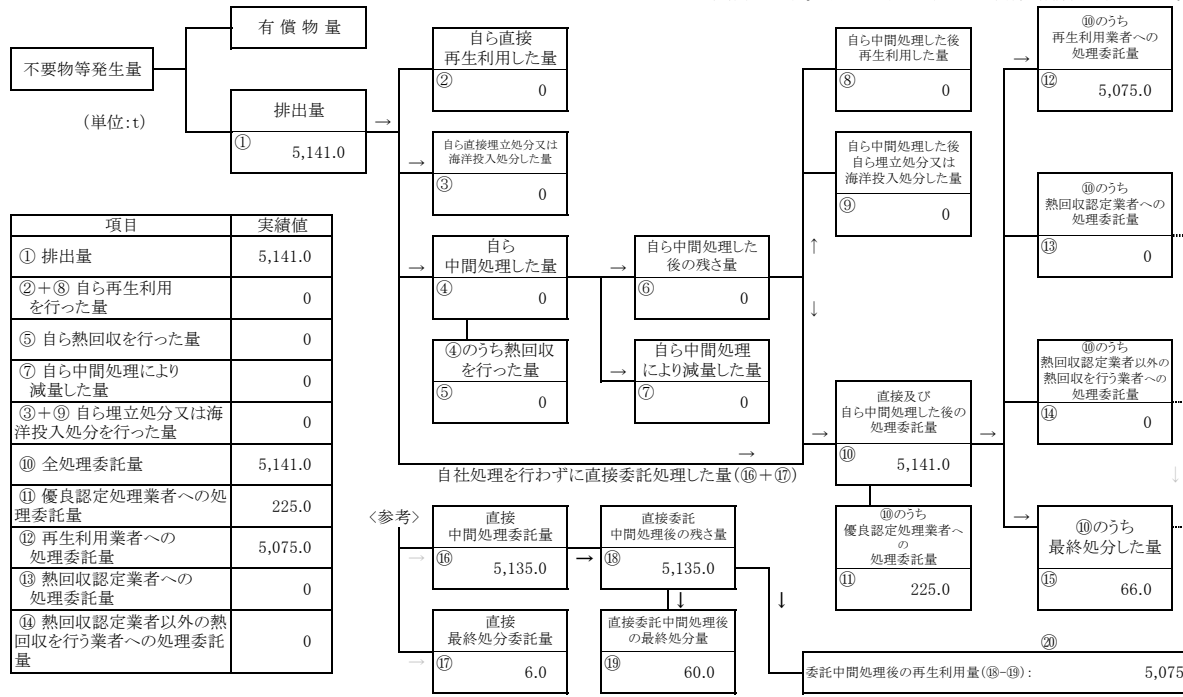 不要物等発生量
(単位:t)
有 償 物 量
排出量
① 5,141.0
→
自ら直接
再生利用した量
② 0
→
自ら直接埋立処分又は
海洋投入処分した量
③ 0
→
自ら
中間処理した量
④ 0
④のうち熱回収
を行った量
⑤ 0
→
自ら中間処理した
後の残さ量
⑥ 0
→
自ら中間処理
により減量した量
⑦ 0
自ら中間処理した後
再生利用した量
⑧ 0
自ら中間処理した後
自ら埋立処分又は
海洋投入処分した量
⑨ 0
↑
↓
→
→
自社処理を行わずに直接委託処理した量(⑯+⑰)
直接及び
自ら中間処理した後の
処理委託量
⑩ 5,141.0
→
⑩のうち
優良認定処理業者へ
の
処理委託量
⑪ 225.0
→
⑩のうち
再生利用業者への
処理委託量
⑫ 5,075.0
⑩のうち
熱回収認定業者への
処理委託量
⑬ 0
⑩のうち
熱回収認定業者以外の
熱回収を行う業者への
処理委託量
⑭ 0
↓
→
⑩のうち
最終処分した量
⑮ 66.0
項目 実績値
① 排出量 5,141.0
②+⑧ 自ら再生利用
を行った量 0
⑤ 自ら熱回収を行った量 0
⑦ 自ら中間処理により
減量した量 0
③+⑨ 自ら埋立処分又は海
洋投入処分を行った量 0
⑩ 全処理委託量 5,141.0
⑪ 優良認定処理業者への処
理委託量 225.0
⑫ 再生利用業者への
処理委託量 5,075.0
⑬ 熱回収認定業者への
処理委託量 0
⑭ 熱回収認定業者以外の熱
回収を行う業者への処理委託
量 0
〈参考〉
→
直接
中間処理委託量
⑯ 5,135.0
→
直接委託
中間処理後の残さ量
⑱ 5,135.0
↓
↓
→
直接
最終処分委託量
⑰ 6.0
直接委託中間処理後
の最終処分量
⑲ 60.0
⑳
委託中間処理後の再生利用量(⑱-⑲): 5,075